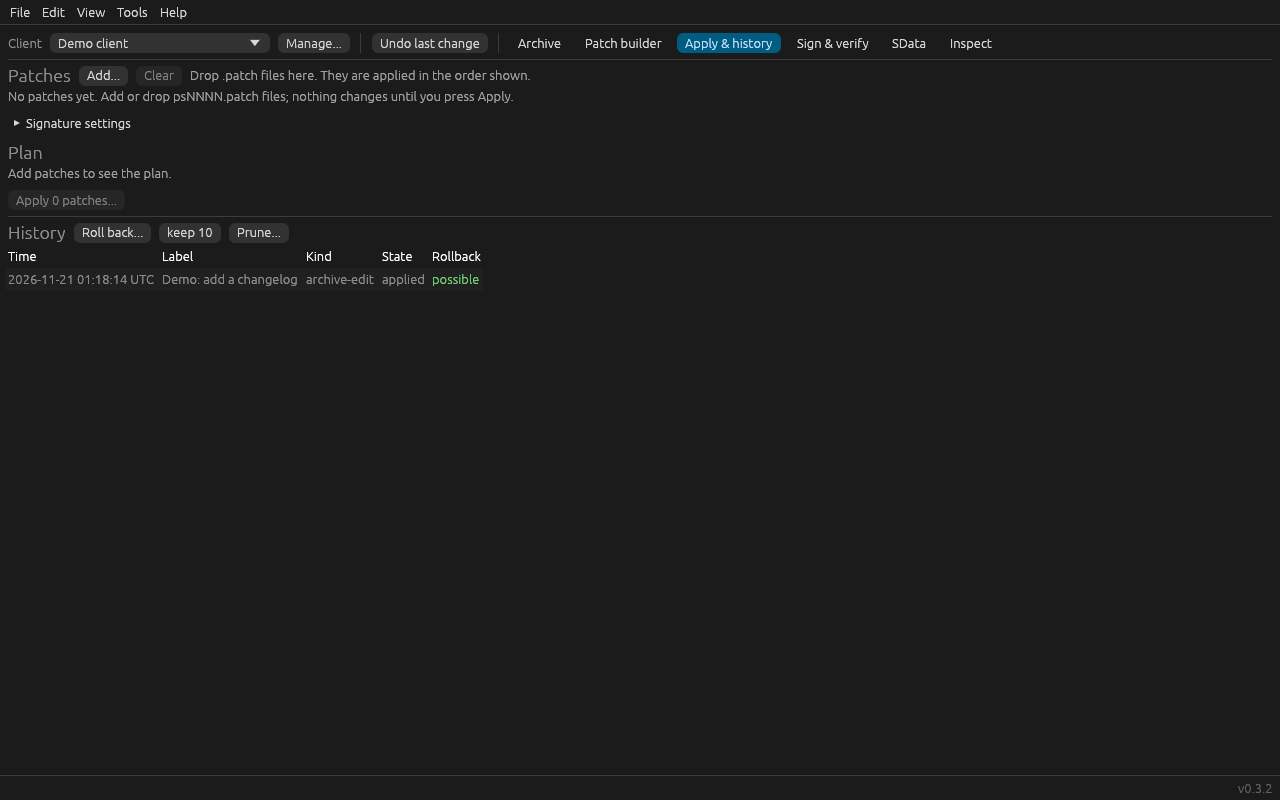 File Edit View Tools Help
Client Demo client Manage... Undo last change Archive Patch builder Apply & history Sign & verify SData Inspect
Patches Add... Clear Drop .patch files here. They are applied in the order shown.
No patches yet. Add or drop psNNNN.patch files; nothing changes until you press Apply.
Signature settings
Plan
Add patches to see the plan.
Apply 0 patches...
History Roll back... keep 10 Prune...
Time Label Kind State Rollback
2026-11-21 01:18:14 UTC Demo: add a changelog archive-edit applied possible
v0.3.2